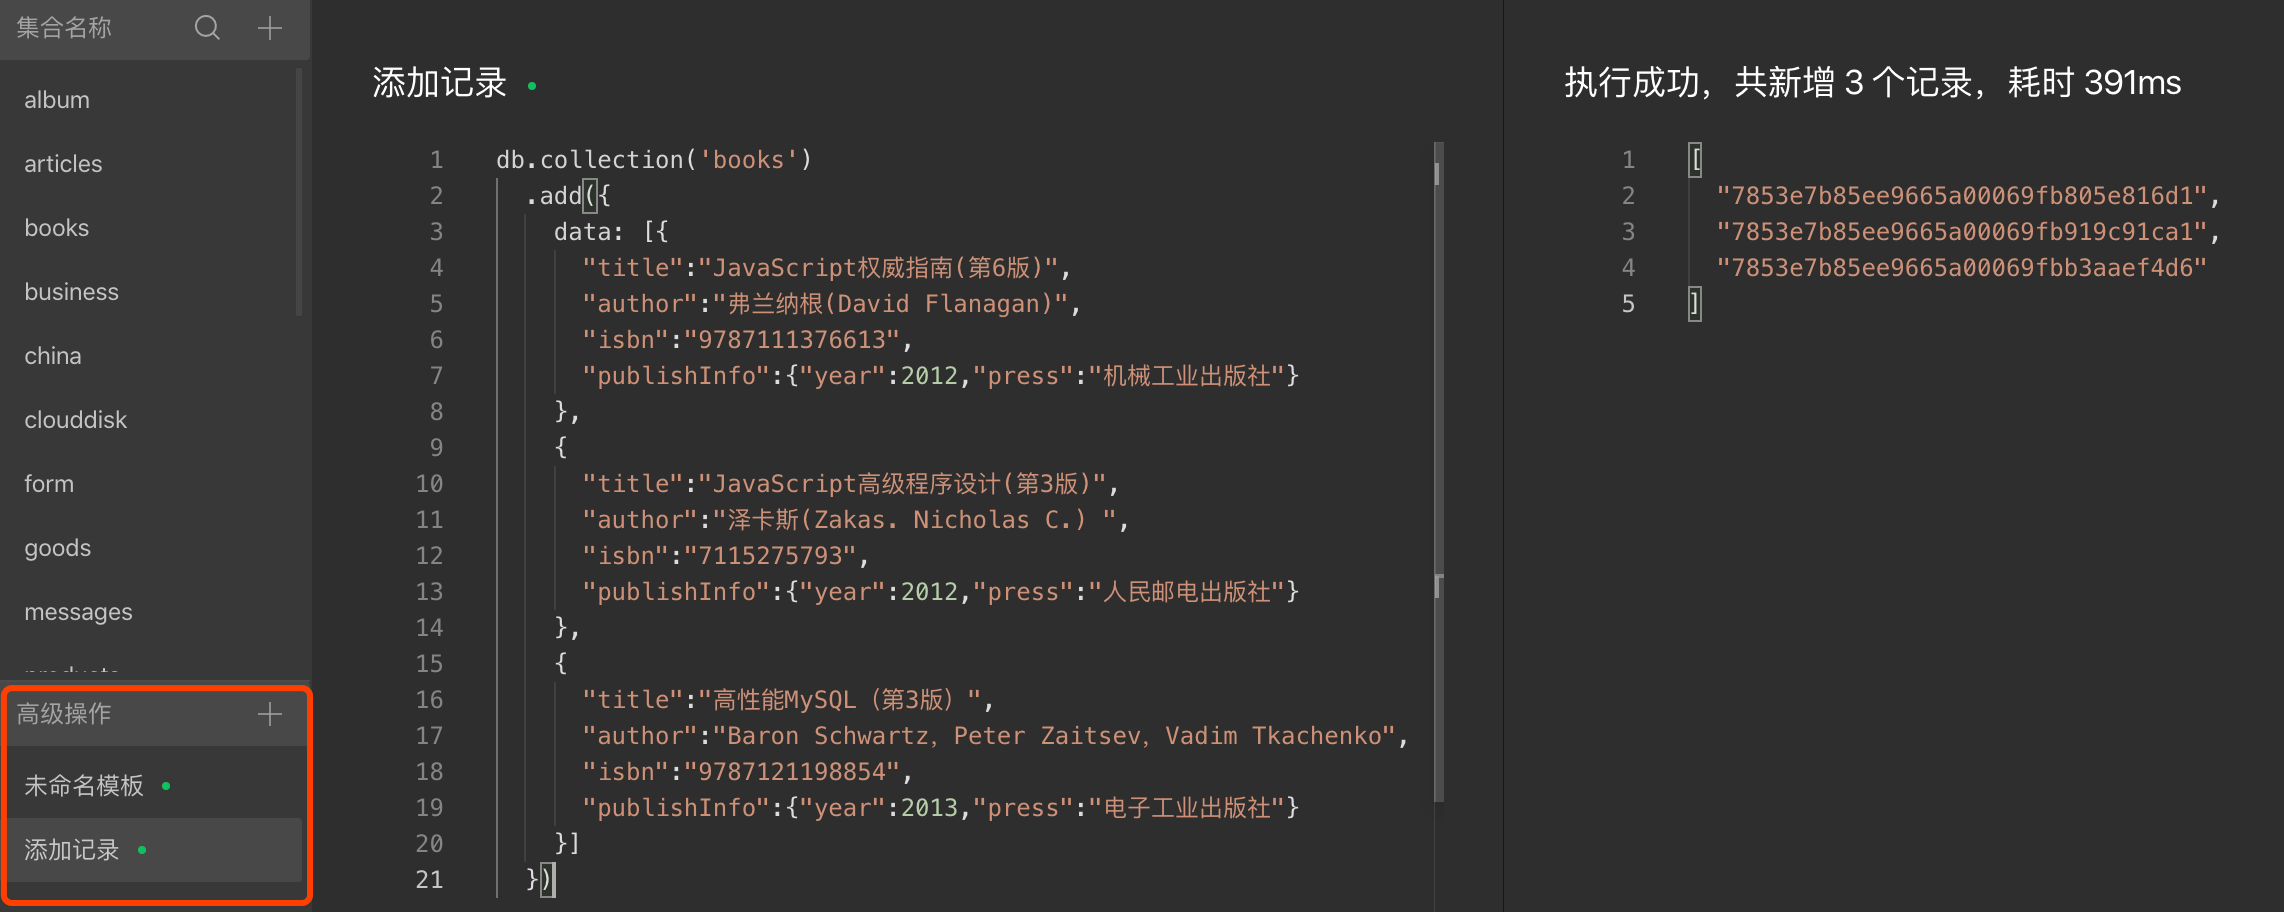 集合名称
album
articles
books
business
china
clouddisk
form
goods
messages
products
高级操作
未命名模板
添加记录
添加记录
1 db.collection('books')
2 .add({
3 data: [{
4 "title":"JavaScript权威指南(第6版)",
5 "author":"弗兰纳根(David Flanagan)",
6 "isbn":"9787111376613",
7 "publishInfo":{"year":2012,"press":"机械工业出版社"}
8 },
9 {
10 "title":"JavaScript高级程序设计(第3版)",
11 "author":"泽卡斯(Zakas. Nicholas C.) ",
12 "isbn":"7115275793",
13 "publishInfo":{"year":2012,"press":"人民邮电出版社"}
14 },
15 {
16 "title":"高性能MySQL（第3版）",
17 "author":"Baron Schwartz，Peter Zaitsev，Vadim Tkachenko",
18 "isbn":"9787121198854",
19 "publishInfo":{"year":2013,"press":"电子工业出版社"}
20 }]
21 })
执行成功，共新增 3 个记录，耗时 391ms
1 [
2 "7853e7b85ee9665a00069fb805e816d1",
3 "7853e7b85ee9665a00069fb919c91ca1",
4 "7853e7b85ee9665a00069fbb3aaef4d6"
5 ]